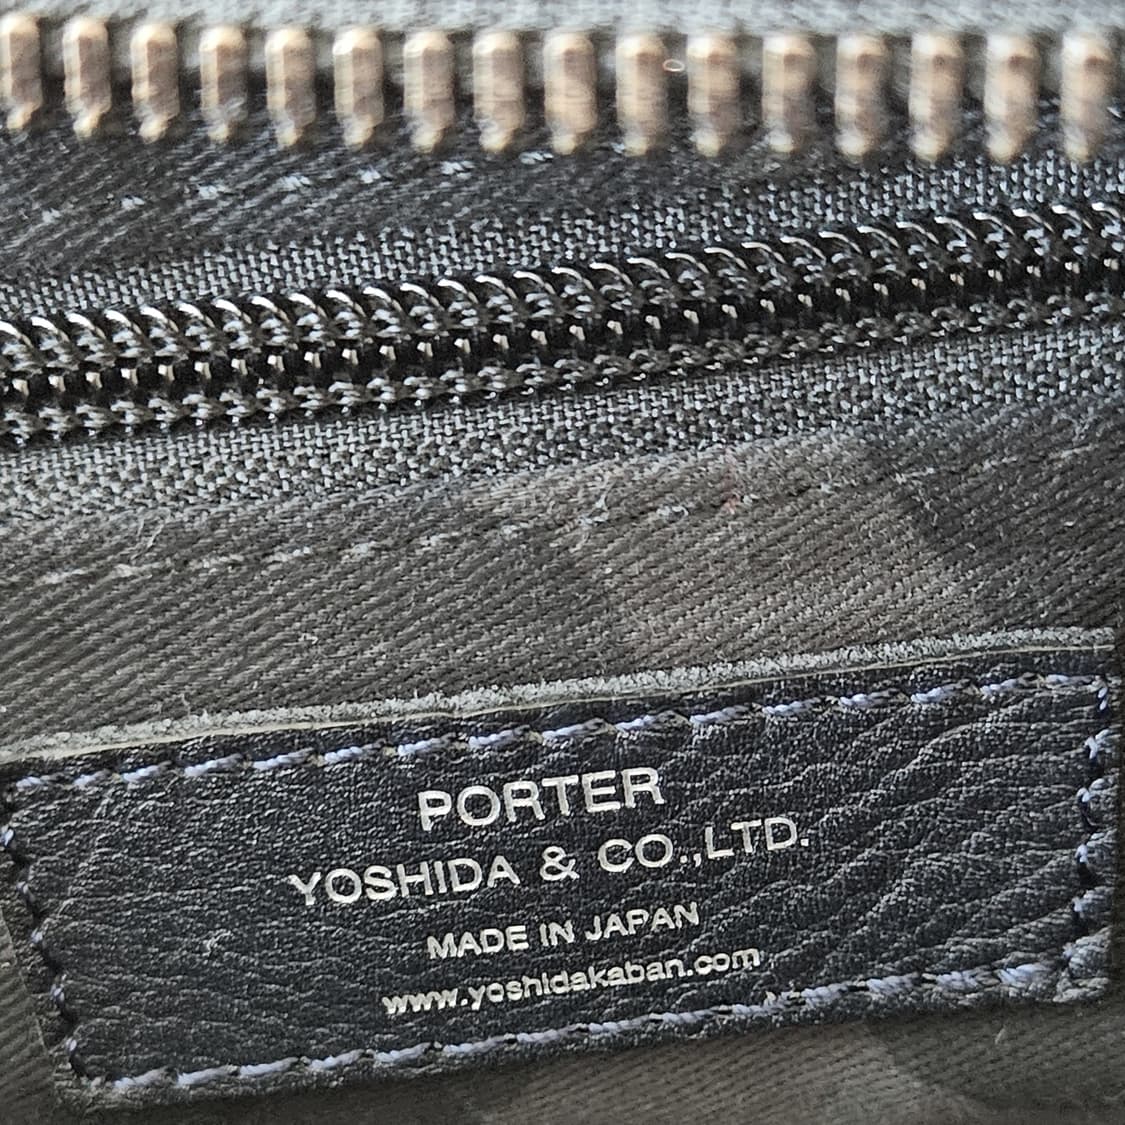 PORTER
YOSHIDA & CO.,LTD.
MADE IN JAPAN
www.yoshidakaban.com